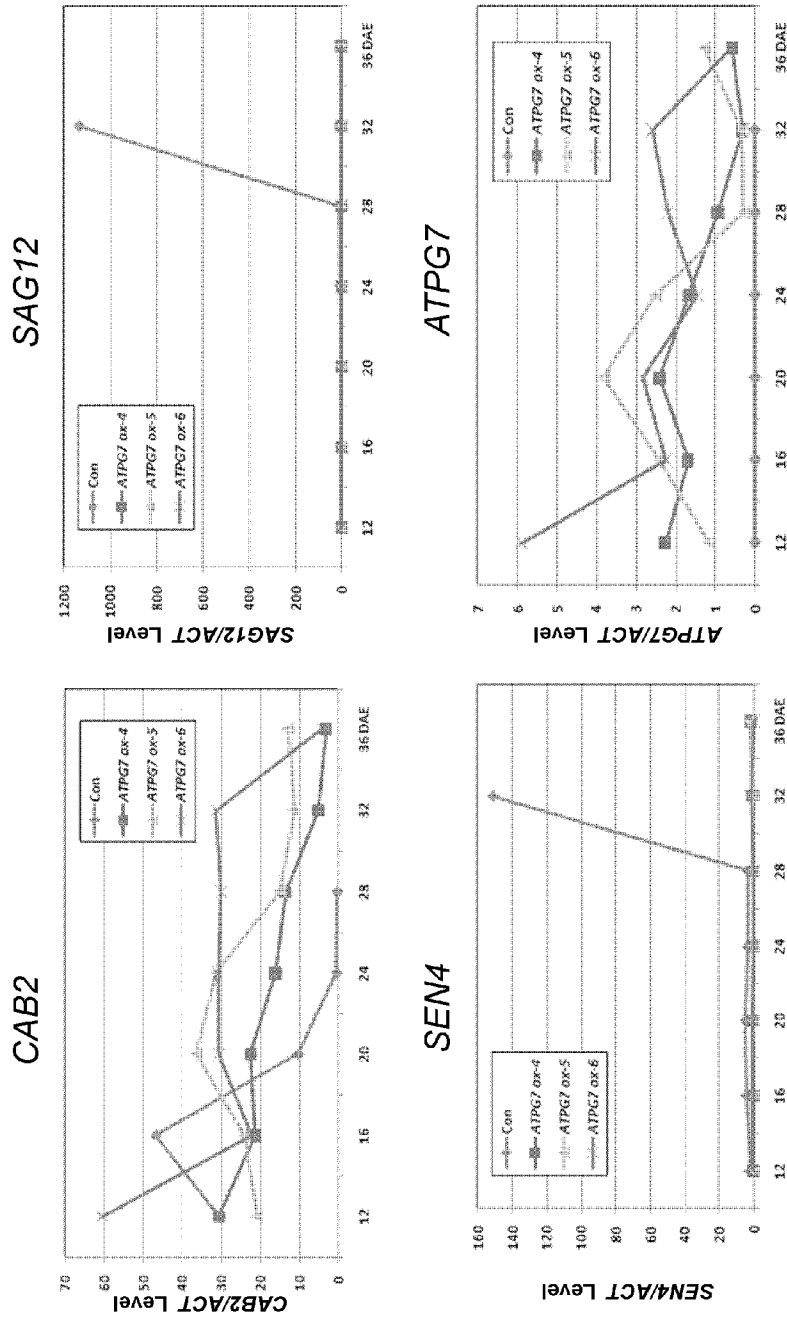 CAB2
CAB2/ACT Level
70
60
50
40
30
20
10
0
Con
ATPG7 ox-4
ATPG7 ox-5
ATPG7 ox-6
12
16
20
24
28
32
36 DAE
SAG12
SAG12/ACT Level
1200
1000
800
600
400
200
0
Con
ATPG7 ox-4
ATPG7 ox-5
ATPG7 ox-6
12
16
20
24
28
32
36 DAE
SEN4
SEN4/ACT Level
160
140
120
100
80
60
40
20
0
Con
ATPG7 ox-4
ATPG7 ox-5
ATPG7 ox-6
12
16
20
24
28
32
36 DAE
ATPG7
ATPG7/ACT Level
7
6
5
4
3
2
1
0
Con
ATPG7 ox-4
ATPG7 ox-5
ATPG7 ox-6
12
16
20
24
28
32
36 DAE